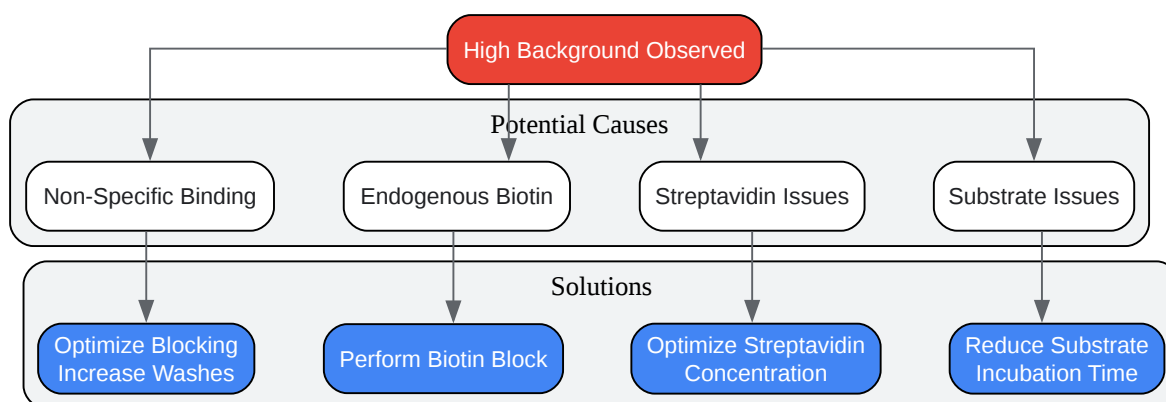 High Background Observed
Potential Causes
Non-Specific Binding
Endogenous Biotin
Streptavidin Issues
Substrate Issues
Solutions
Optimize Blocking
Increase Washes
Perform Biotin Block
Optimize Streptavidin
Concentration
Reduce Substrate
Incubation Time